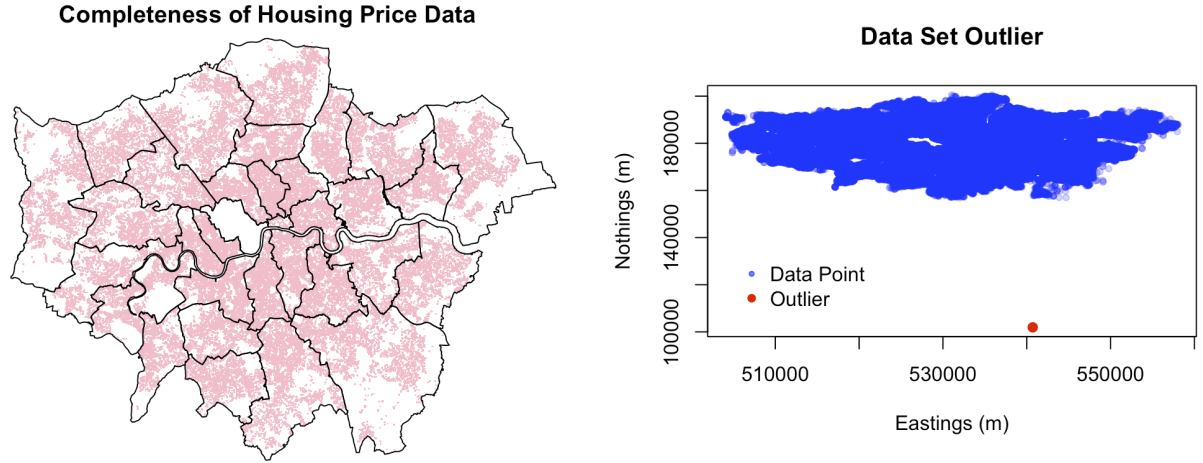 Completeness of Housing Price Data
Data Set Outlier
Nothings (m)
180000
140000
100000
Data Point
Outlier
510000 530000 550000
Eastings (m)